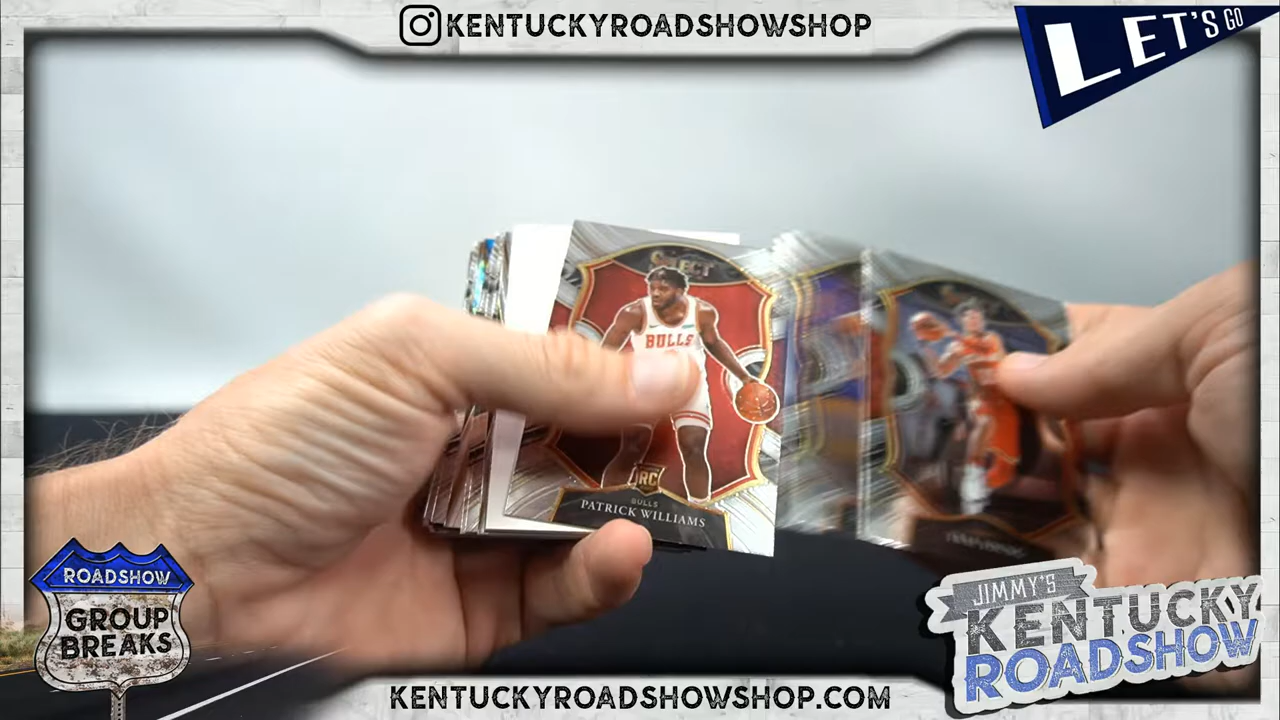 KENTUCKYROADSHOWSHOP
LET'S GO
SELECT
BULLS
RC
BULLS
PATRICK WILLIAMS
ROADSHOW
GROUP
BREAKS
JIMMY'S
KENTUCKY
ROADSHOW
KENTUCKYROADSHOWSHOP.COM